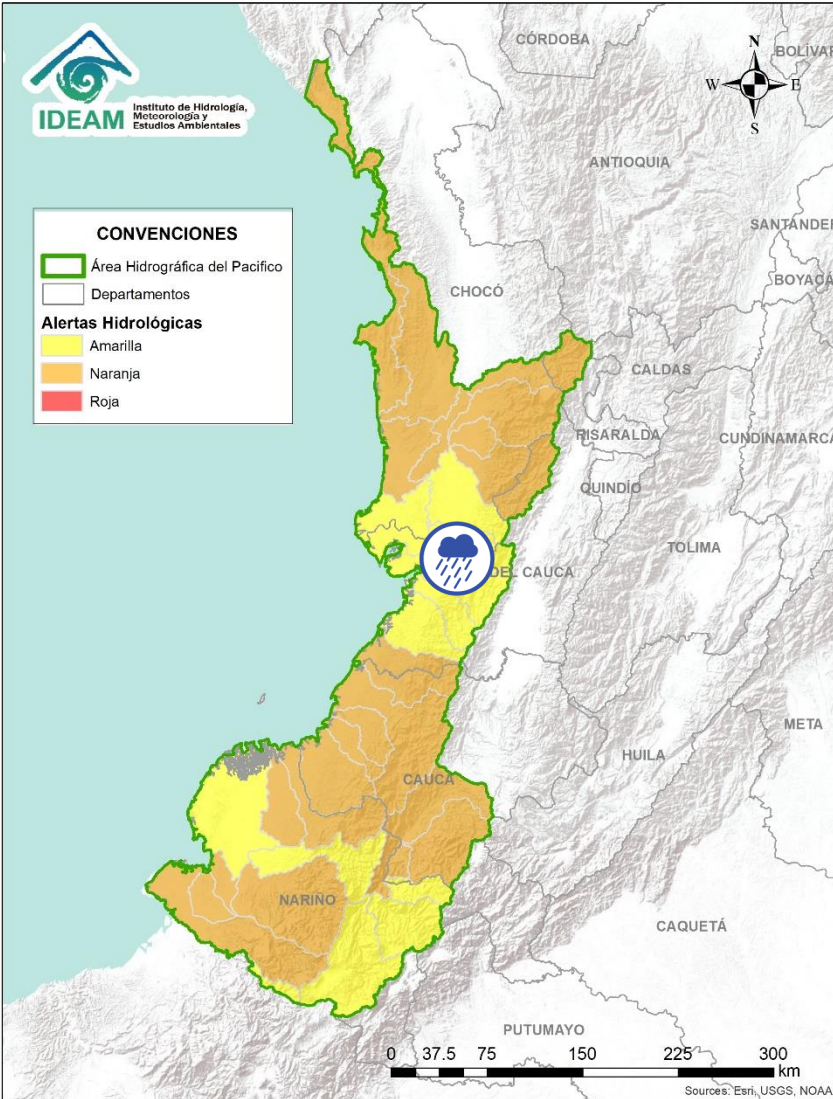 IDEAM
Instituto de Hidrología,
Meteorología y
Estudios Ambientales
CÓRDOBA
BOLÍVAR
N
W
E
S
ANTIOQUIA
SANTANDER
BOYACÁ
CONVENCIONES
Área Hidrográfica del Pacifico
Departamentos
Alertas Hidrológicas
Amarilla
Naranja
Roja
CHOCÓ
CALDAS
RISARALDA
CUNDINAMARCA
QUINDÍO
TOLIMA
DEL CAUCA
META
HUILA
CAUCA
NARIÑO
CAQUETÁ
PUTUMAYO
0 37.5 75 150 225 300
km
Sources: Esri, USGS, NOAA